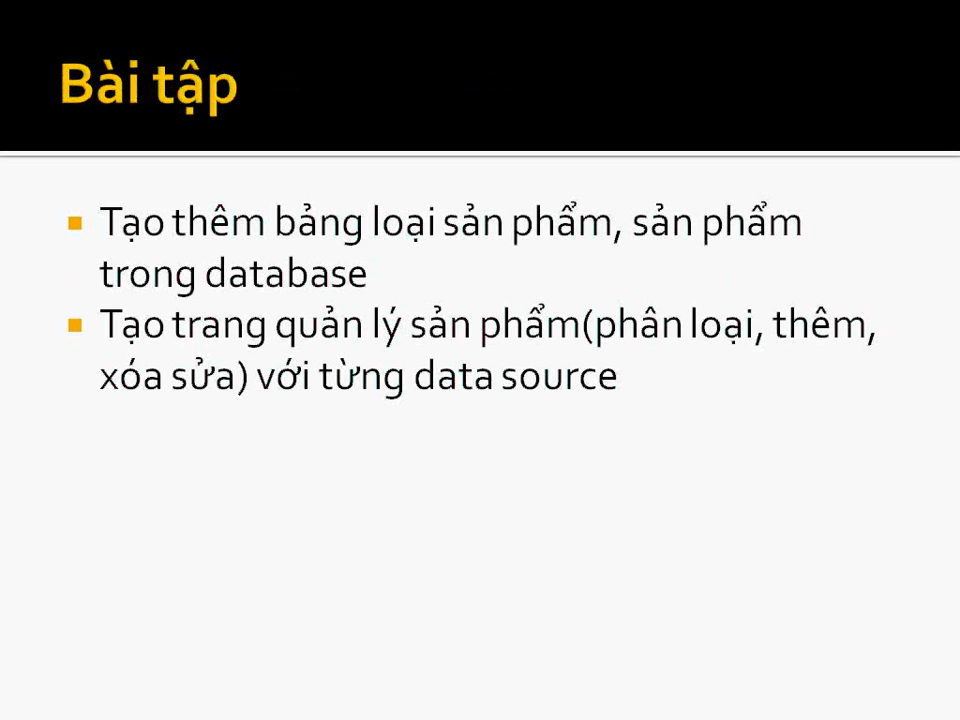 Bài tập
Tạo thêm bảng loại sản phẩm, sản phẩm
trong database
Tạo trang quản lý sản phẩm(phân loại, thêm,
xóa sửa) với từng data source